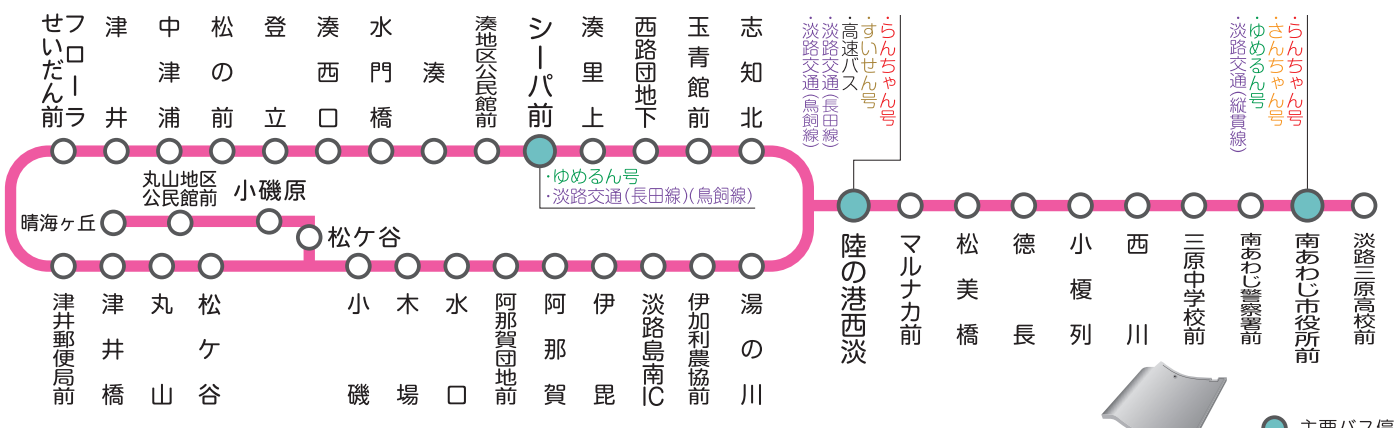 フローラ
せいだん前
津井
中津浦
松の前
登立
湊西口
水門橋
湊
湊地区公民館前
シーパ前
湊里上
西路団地下
玉青館前
志知北
・ゆめるん号
・淡路交通（長田線）（鳥飼線）
・らんちゃん号
・すいせん号
・高速バス
・淡路交通（長田線）
・淡路交通（鳥飼線）
・らんちゃん号
・さんちゃん号
・ゆめるん号
・淡路交通（縦貫線）
晴海ヶ丘
丸山地区
公民館前
小磯原
松ケ谷
津井郵便局前
津井橋
丸山
松ケ谷
小磯
木場
水口
阿那賀団地前
阿那賀
伊毘
淡路島南IC
伊加利農協前
湯の川
陸の港西淡
マルナカ前
松美橋
徳長
小榎列
西川
三原中学校前
南あわじ警察署前
南あわじ市役所前
淡路三原高校前
主要バス停